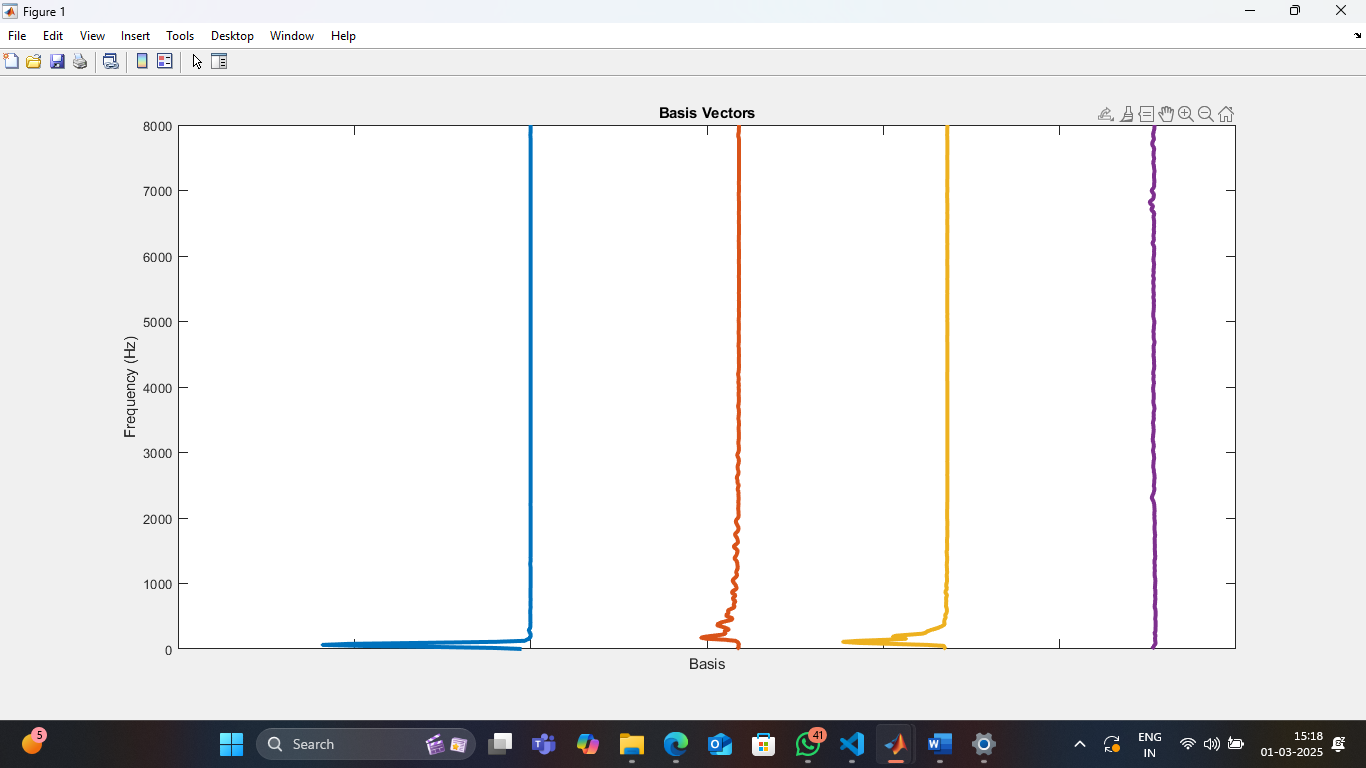 Figure 1
File Edit View Insert Tools Desktop Window Help
Basis Vectors
8000
7000
6000
5000
4000
3000
2000
1000
0
Frequency (Hz)
Basis
5
Search
41
ENG
IN
15:18
01-03-2025